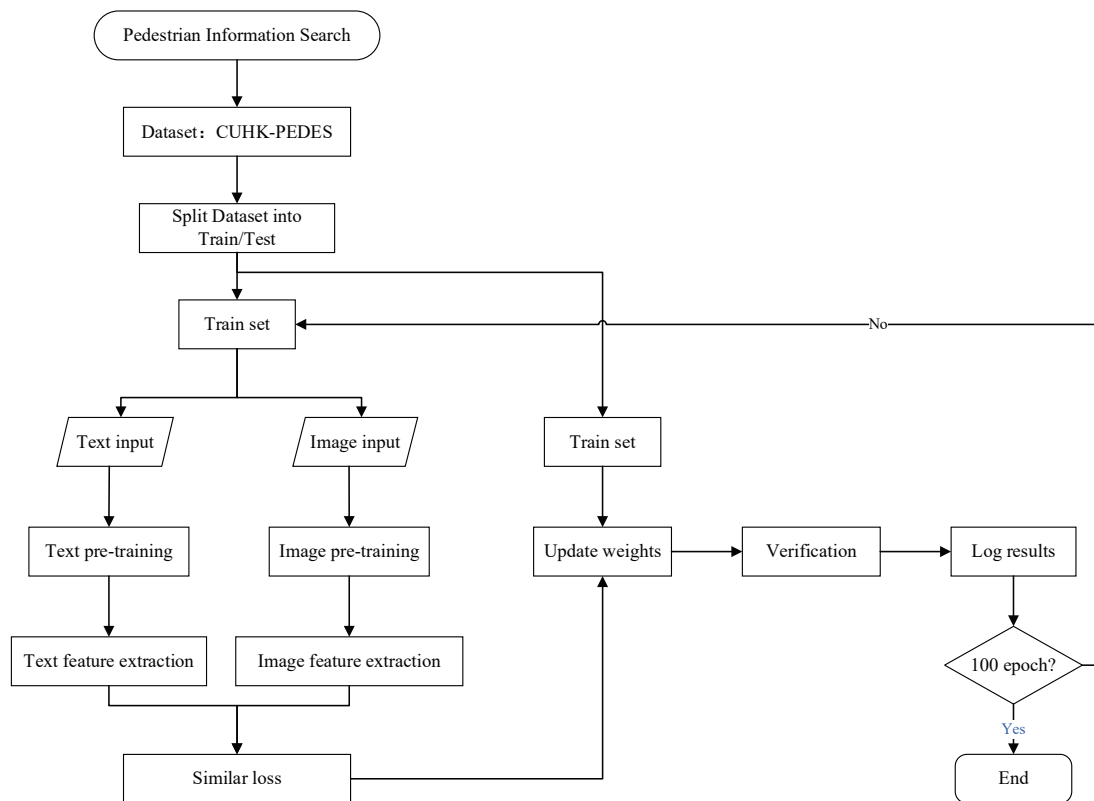 Pedestrian Information Search
Dataset：CUHK-PEDES
Split Dataset into
Train/Test
Train set
No
Text input
Image input
Train set
Text pre-training
Image pre-training
Update weights
Verification
Log results
Text feature extraction
Image feature extraction
100 epoch?
Yes
Similar loss
End